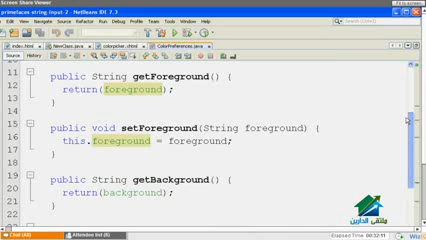 Screen Share Viewer
primefaces string input-2 - NetBeans IDE 7.3
File Edit View Navigate Source Refactor Run Debug Profile Team Tools Window Help
index.html NewClass.java colorpicker.xhtml ColorPreferences.java
Source History
11 public String getForeground() {
12 return(foreground);
13 }
14
15 public void setForeground(String foreground) {
16 this.foreground = foreground;
17 }
18
19 public String getBackground() {
20 return(background);
21 }
22
ملتقى الدارين
Elapsed Time: 00:32:11
Chat (All) Attendee list (6)